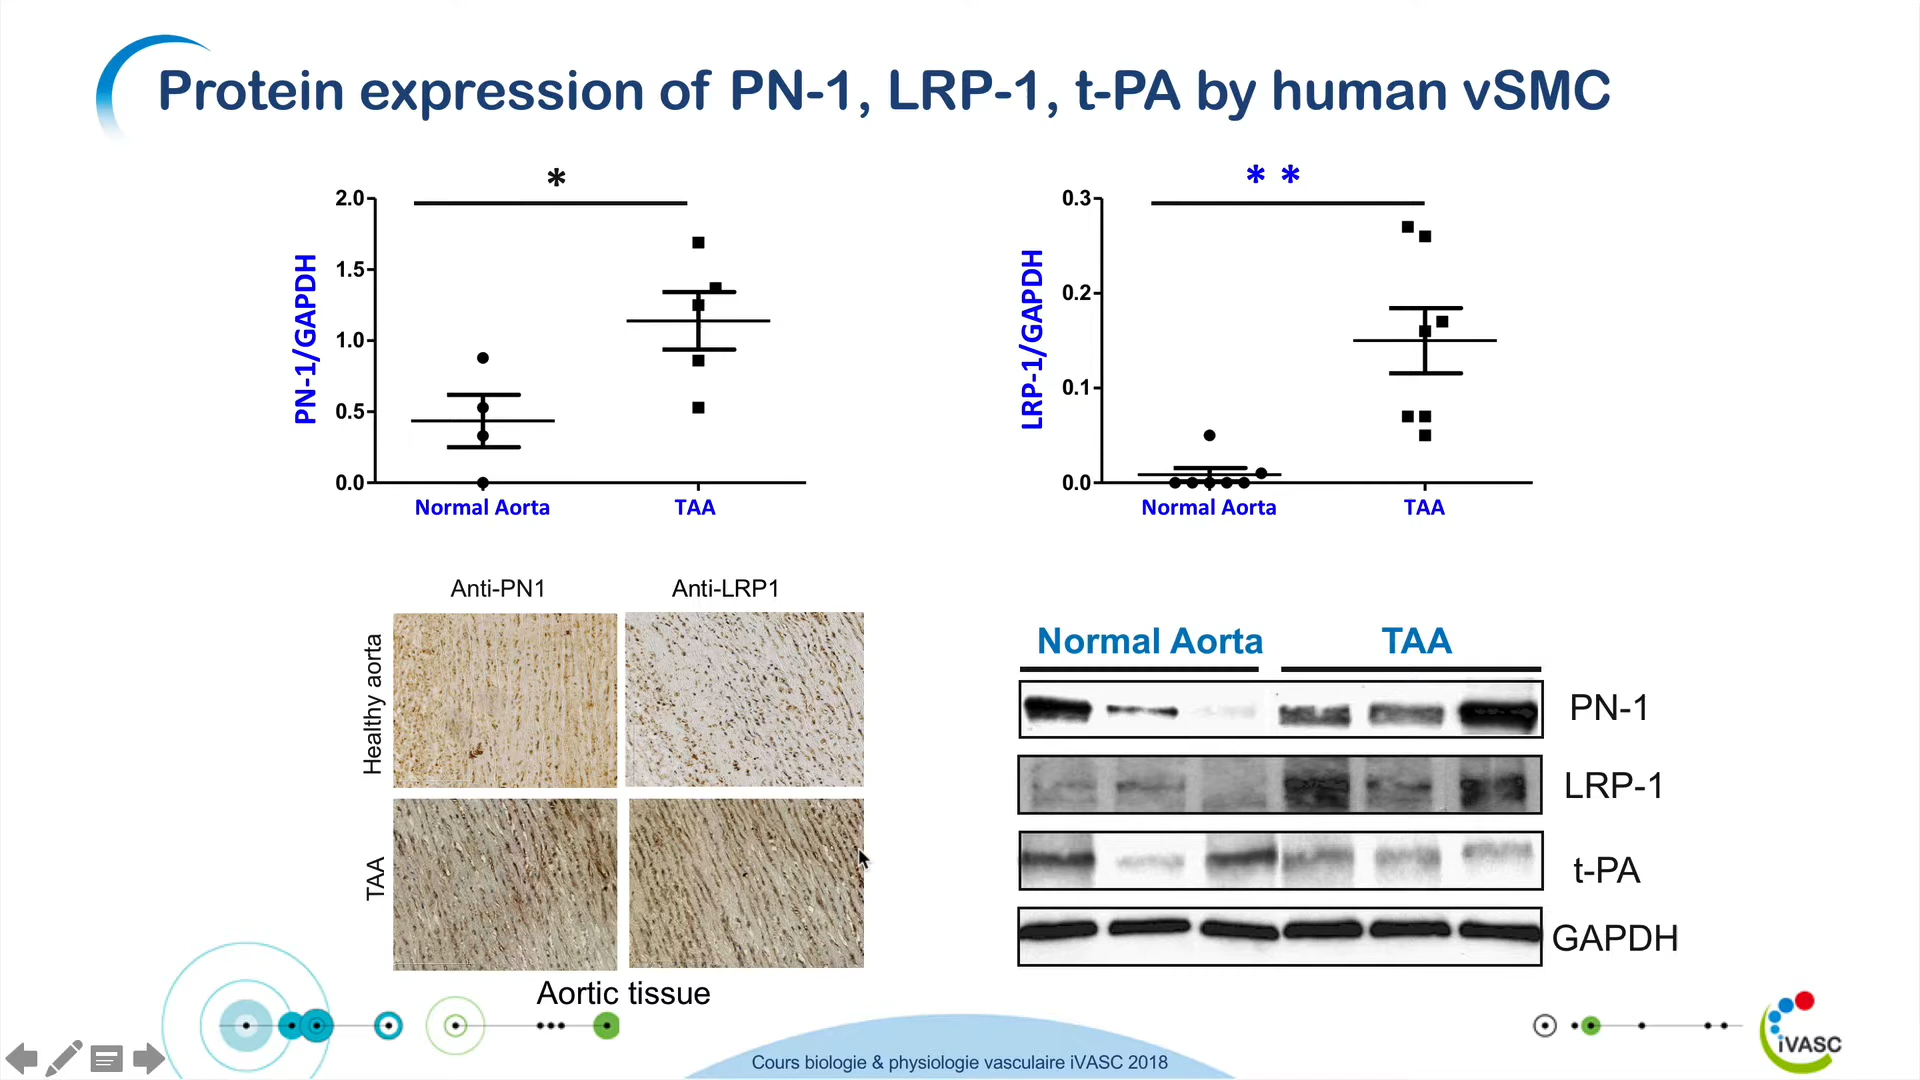 Protein expression of PN-1, LRP-1, t-PA by human vSMC
*
2.0
1.5
1.0
0.5
0.0
PN-1/GAPDH
Normal Aorta
TAA
* *
0.3
0.2
0.1
0.0
LRP-1/GAPDH
Normal Aorta
TAA
Anti-PN1
Anti-LRP1
Healthy aorta
TAA
Aortic tissue
Normal Aorta
TAA
PN-1
LRP-1
t-PA
GAPDH
Cours biologie & physiologie vasculaire iVASC 2018
iVASC